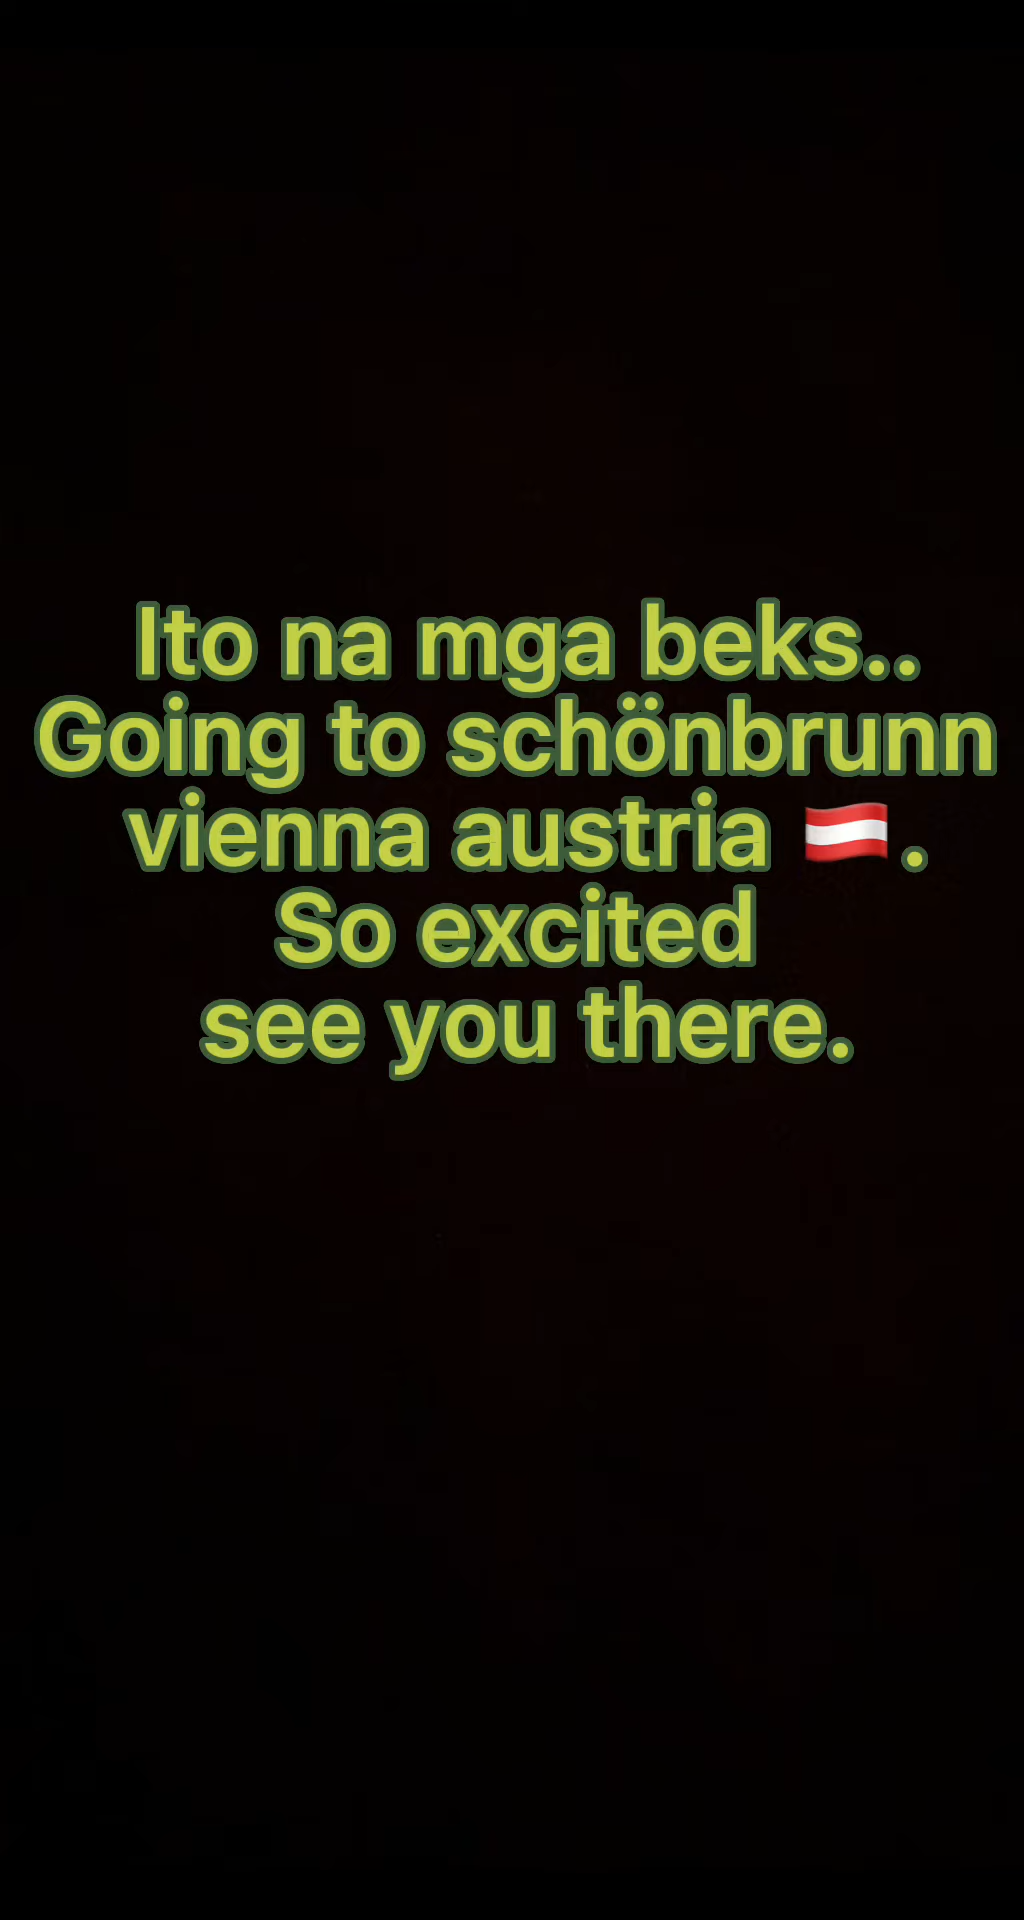 Ito na mga beks..
Going to schönbrunn
vienna austria 🇦🇹.
So excited
see you there.